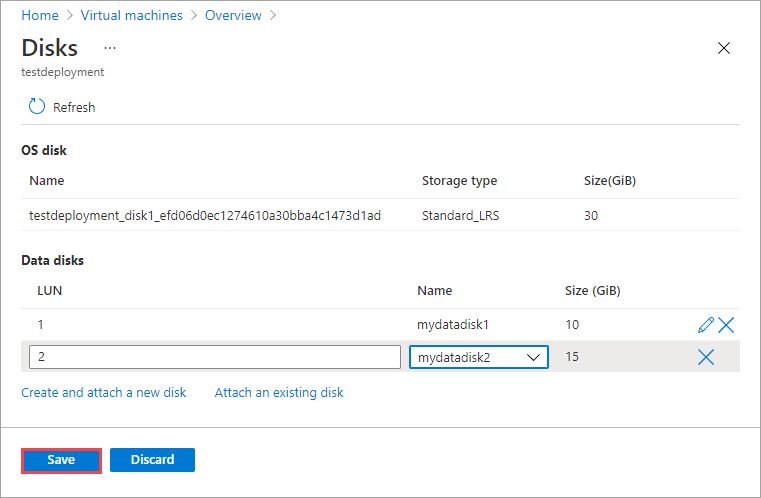 Home > Virtual machines > Overview >
Disks ...
testdeployment
Refresh
OS disk
Name Storage type Size(GiB)
testdeployment_disk1_efd06d0ec1274610a30bba4c1473d1ad Standard_LRS 30
Data disks
LUN Name Size (GiB)
1 mydatadisk1 10
2 mydatadisk2 15
Create and attach a new disk Attach an existing disk
Save Discard